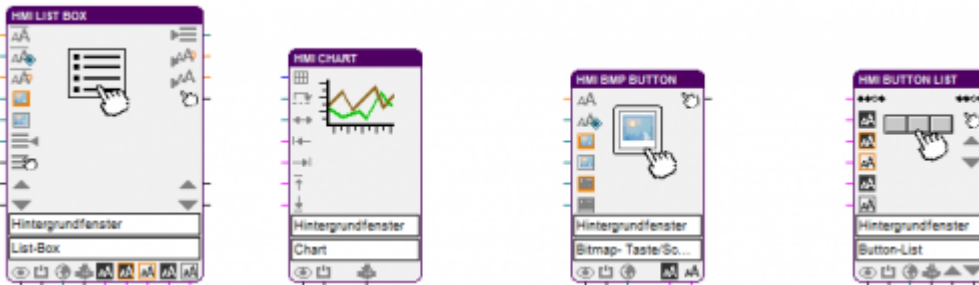 HMI LIST BOX
Hintergrundfenster
List-Box
HMI CHART
Hintergrundfenster
Chart
HMI BMP BUTTON
Hintergrundfenster
Bitmap- Taste/So...
HMI BUTTON LIST
Hintergrundfenster
Button-List